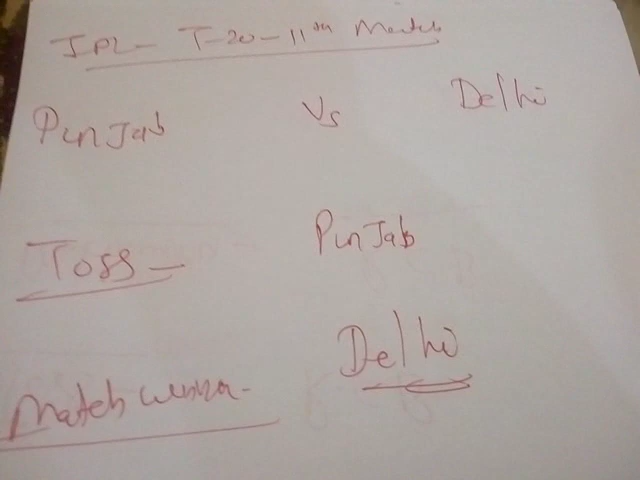 IPL - T-20 - 11th Match
Punjab Vs Delhi
Toss - Punjab
Match winner - Delhi